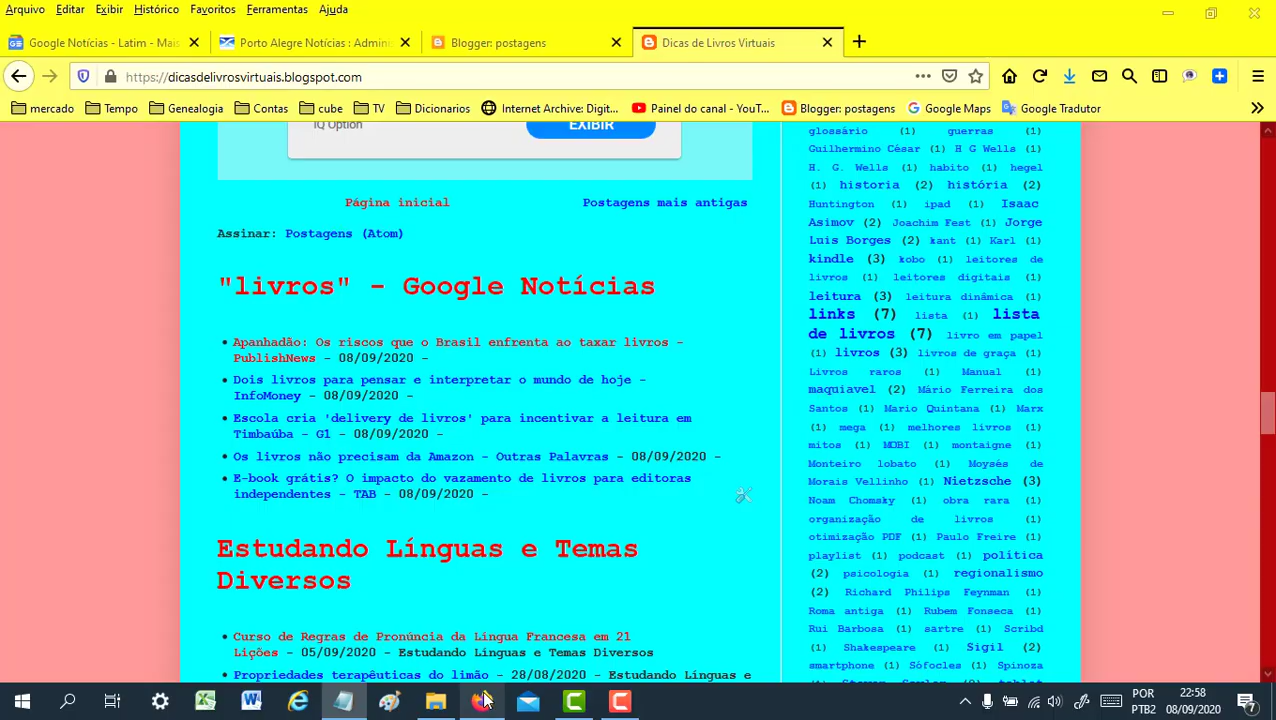 Arquivo Editar Exibir Histórico Favoritos Ferramentas Ajuda
Google Notícias - Latim - Mais
Porto Alegre Notícias : Admin:
Blogger: postagens
Dicas de Livros Virtuais
https://dicasdelivrosvirtuais.blogspot.com
mercado Tempo Genealogia Contas cube TV Dicionarios Internet Archive: Digit... Painel do canal - YouT... Blogger: postagens Google Maps Google Tradutor
IQ Option
EXIBIR
Página inicial
Postagens mais antigas
Assinar: Postagens (Atom)
"livros" - Google Notícias
Apanhadão: Os riscos que o Brasil enfrenta ao taxar livros -
PublishNews - 08/09/2020 -
Dois livros para pensar e interpretar o mundo de hoje -
InfoMoney - 08/09/2020 -
Escola cria 'delivery de livros' para incentivar a leitura em
Timbaúba - G1 - 08/09/2020 -
Os livros não precisam da Amazon - Outras Palavras - 08/09/2020 -
E-book grátis? O impacto do vazamento de livros para editoras
independentes - TAB - 08/09/2020 -
Estudando Línguas e Temas
Diversos
Curso de Regras de Pronúncia da Língua Francesa em 21
Lições - 05/09/2020 - Estudando Línguas e Temas Diversos
Propriedades terapêuticas do limão - 28/08/2020 - Estudando Línguas e
glossário (1) guerras (1)
Guilhermino César (1) H G Wells (1)
H. G. Wells (1) habito (1) hegel
(1) historia (2) história (2)
Huntington (1) ipad (1) Isaac
Asimov (2) Joachim Fest (1) Jorge
Luis Borges (2) kant (1) Karl (1)
kindle (3) kobo (1) leitores de
livros (1) leitores digitais (1)
leitura (3) leitura dinâmica (1)
links (7) lista (1) lista
de livros (7) livro em papel
(1) livros (3) livros de graça (1)
Livros raros (1) Manual (1)
maquiavel (2) Mário Ferreira dos
Santos (1) Mario Quintana (1) Marx
(1) mega (1) melhores livros (1)
mitos (1) MOBI (1) montaigne (1)
Monteiro lobato (1) Moysés de
Morais Vellinho (1) Nietzsche (3)
Noam Chomsky (1) obra rara (1)
organização de livros (1)
otimização PDF (1) Paulo Freire (1)
playlist (1) podcast (1) politica
(2) psicologia (1) regionalismo
(2) Richard Philips Feynman (1)
Roma antiga (1) Rubem Fonseca (1)
Rui Barbosa (1) sartre (1) Scribd
(1) Shakespeare (1) Sigil (2)
smartphone (1) Sófocles (1) Spinoza
POR
PTB2
22:58
08/09/2020
7